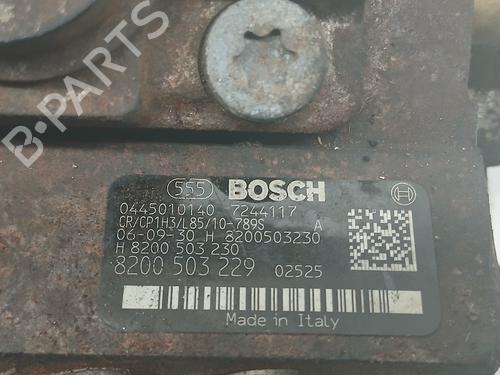 555 BOSCH
0445010140 7244117
CR/CP1H3/L85/10-789S A
06-09-30 H 8200503230
H 8200 503 230
8200 503 229 02525
Made in Italy
B-PARTS